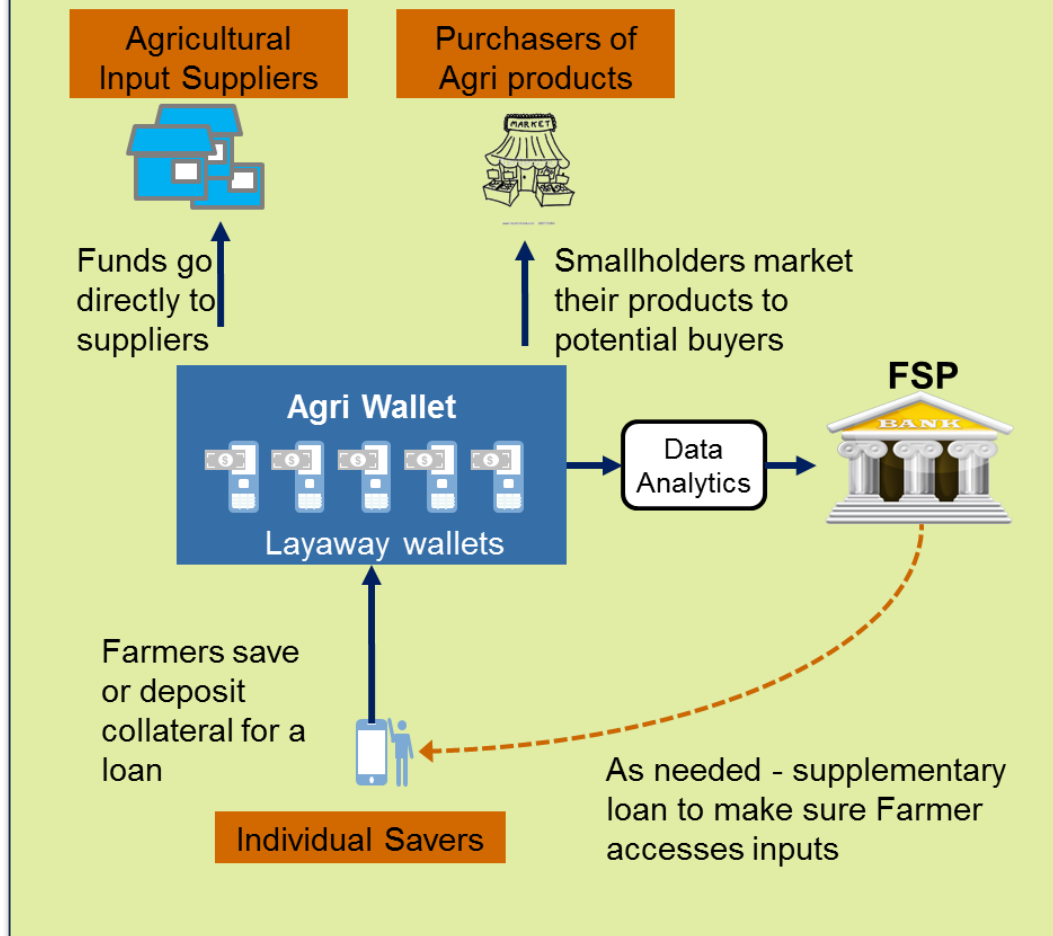 Agricultural
Input Suppliers
Purchasers of
Agri products
MARKET
Funds go
directly to
suppliers
Smallholders market
their products to
potential buyers
FSP
BANK
Agri Wallet
$ $ $ $ $
Layaway wallets
Data
Analytics
Farmers save
or deposit
collateral for a
loan
As needed - supplementary
loan to make sure Farmer
accesses inputs
Individual Savers